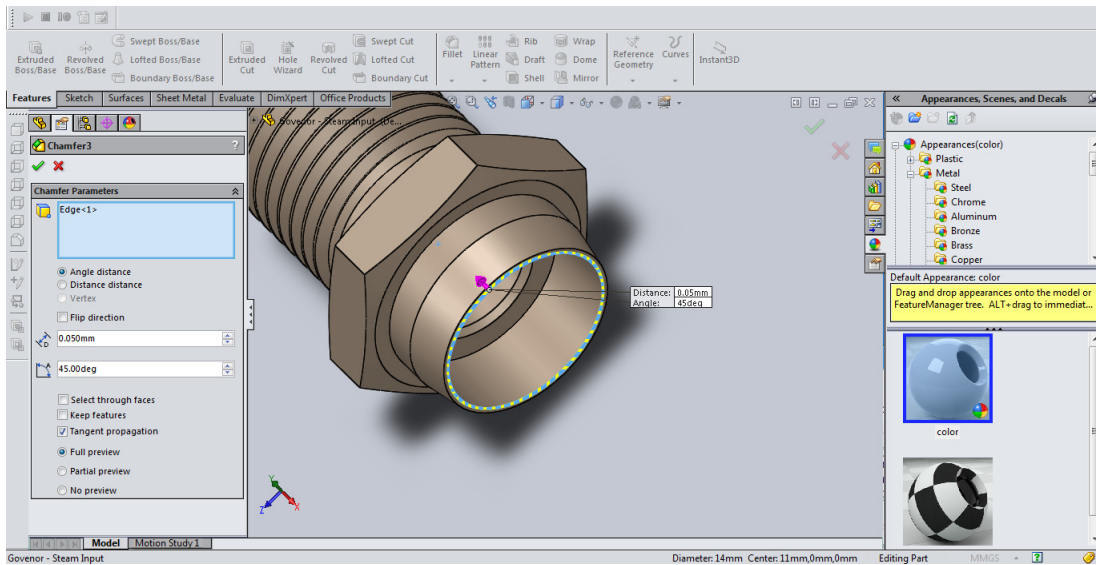 Extruded Boss/Base
Revolved Boss/Base
Swept Boss/Base
Lofted Boss/Base
Boundary Boss/Base
Extruded Cut
Hole Wizard
Revolved Cut
Swept Cut
Lofted Cut
Boundary Cut
Fillet
Linear Pattern
Rib
Draft
Shell
Wrap
Dome
Mirror
Reference Geometry
Curves
Instant3D
Features Sketch Surfaces Sheet Metal Evaluate DimXpert Office Products
Govenor - Steam Input (De...
Chamfer3 ?
Chamfer Parameters
Edge<1>
Angle distance
Distance distance
Vertex
Flip direction
D 0.050mm
A 45.00deg
Select through faces
Keep features
Tangent propagation
Full preview
Partial preview
No preview
Distance: 0.05mm
Angle: 45deg
Y
Z X
« Appearances, Scenes, and Decals
Appearances(color)
Plastic
Metal
Steel
Chrome
Aluminum
Bronze
Brass
Copper
Default Appearance: color
Drag and drop appearances onto the model or
FeatureManager tree. ALT+drag to immediat...
color
Model Motion Study 1
Govenor - Steam Input Diameter: 14mm Center: 11mm,0mm,0mm Editing Part MMGS ?